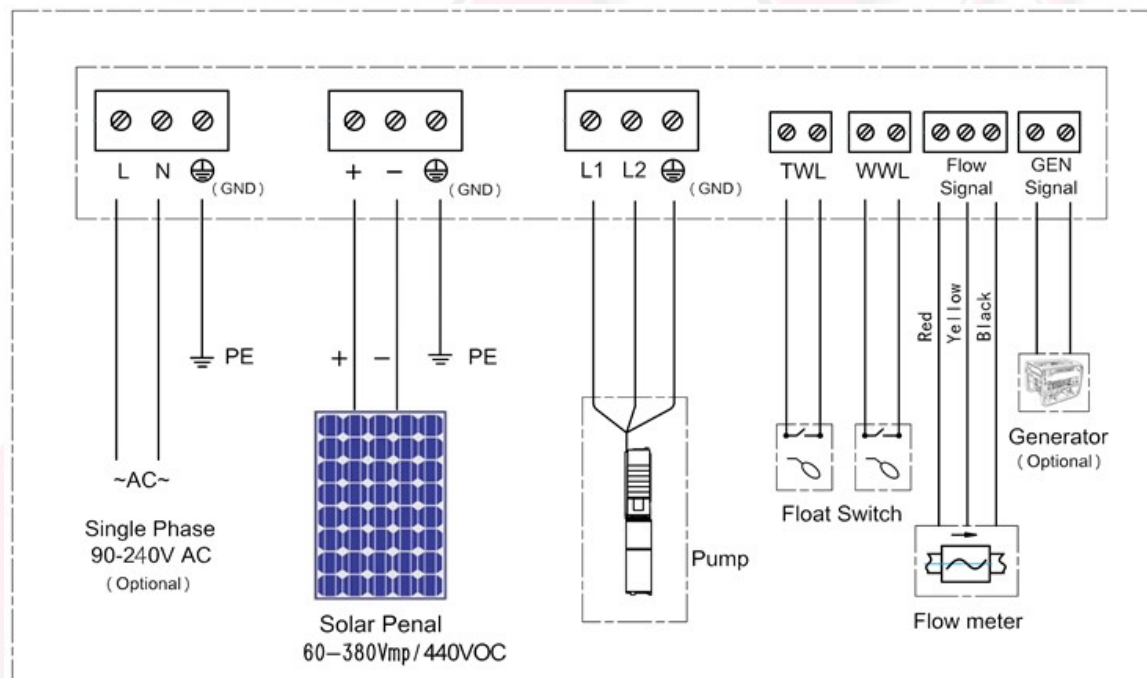 L N (GND)
+ − (GND)
L1 L2 (GND)
TWL
WWL
Flow
Signal
GEN
Signal
PE
+ −
PE
Red
Yellow
Black
~AC~
Single Phase
90-240V AC
(Optional)
Solar Penal
60-380Vmp/440VOC
Pump
Float Switch
Flow meter
Generator
(Optional)